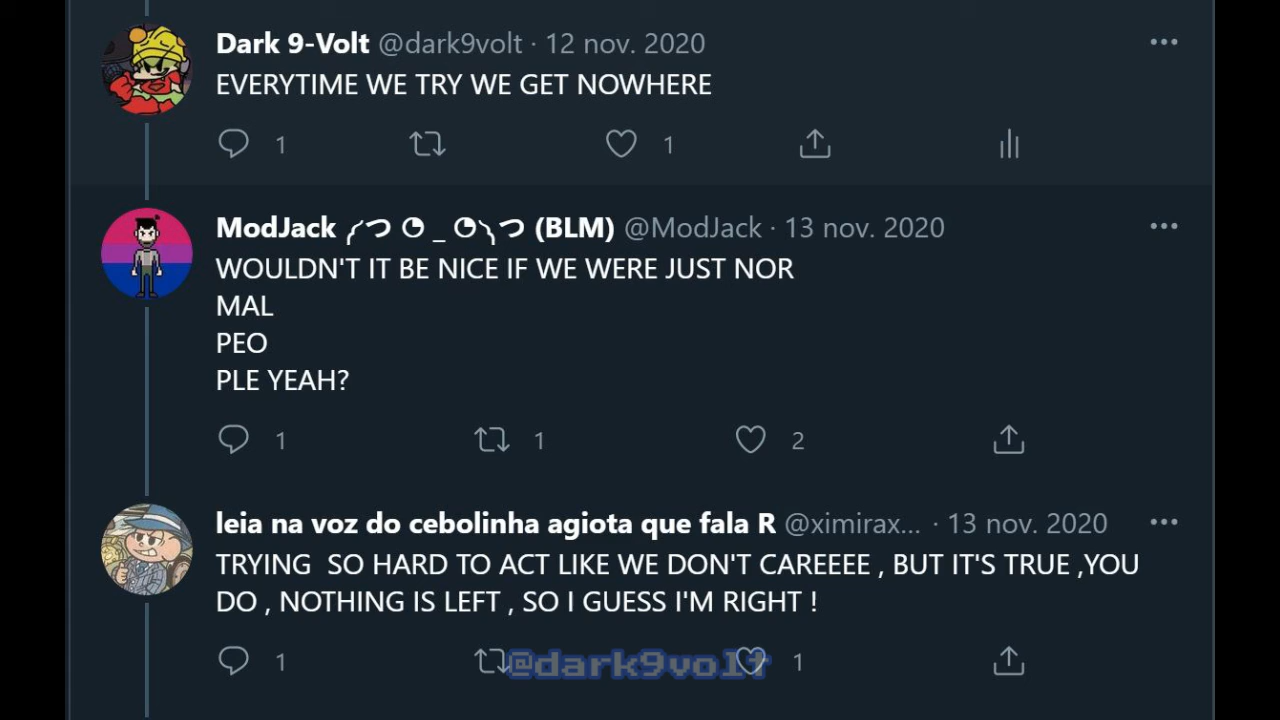 Dark 9-Volt @dark9volt · 12 nov. 2020
EVERYTIME WE TRY WE GET NOWHERE
1 1
ModJack ╭つ ◔ _ ◔╮つ (BLM) @ModJack · 13 nov. 2020
WOULDN'T IT BE NICE IF WE WERE JUST NOR
MAL
PEO
PLE YEAH?
1 1 2
leia na voz do cebolinha agiota que fala R @ximirax... · 13 nov. 2020
TRYING  SO HARD TO ACT LIKE WE DON'T CAREEEE , BUT IT'S TRUE ,YOU
DO , NOTHING IS LEFT , SO I GUESS I'M RIGHT !
1 1
@dark9volt